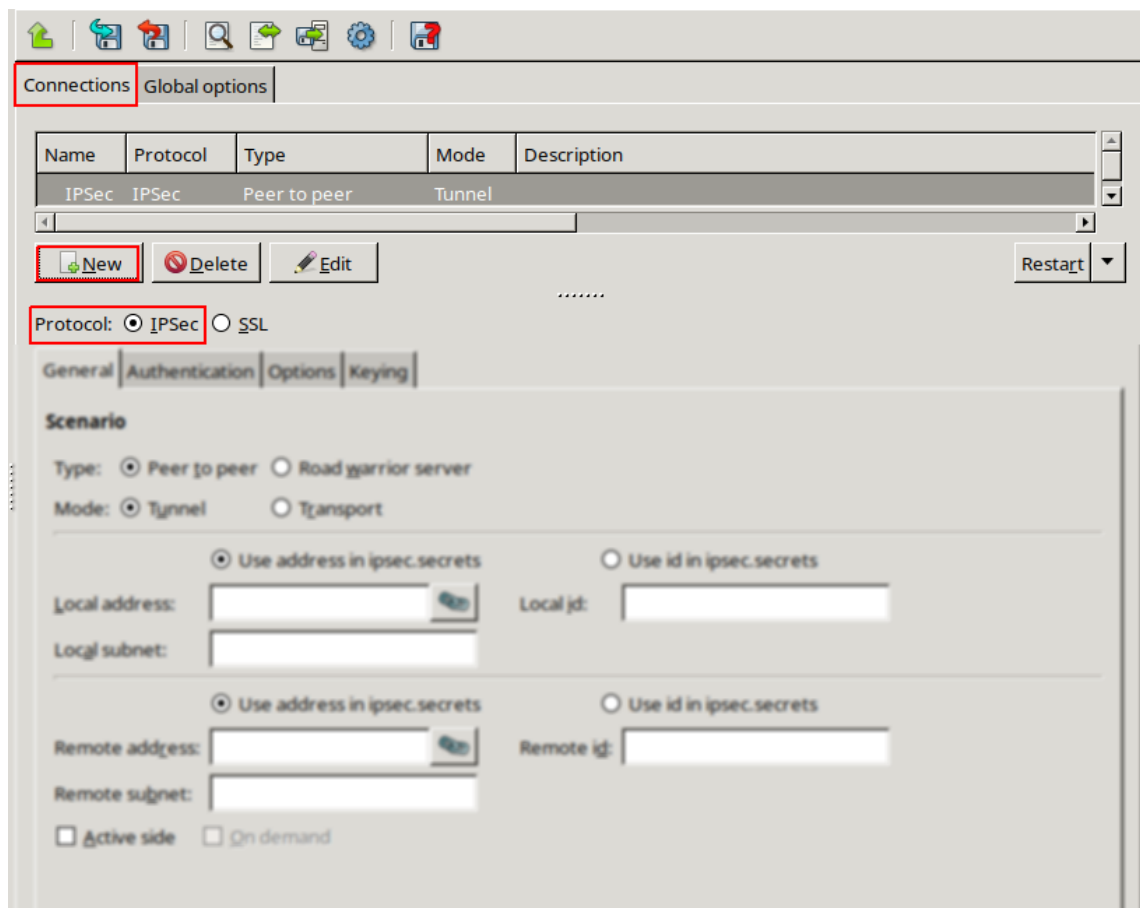 Connections Global options
Name Protocol Type Mode Description
IPSec IPSec Peer to peer Tunnel
New Delete Edit Restart
Protocol: IPSec SSL
General Authentication Options Keying
Scenario
Type: Peer to peer Road warrior server
Mode: Tunnel Transport
Use address in ipsec.secrets Use id in ipsec.secrets
Local address: Local id:
Local subnet:
Use address in ipsec.secrets Use id in ipsec.secrets
Remote address: Remote id:
Remote subnet:
Active side On demand